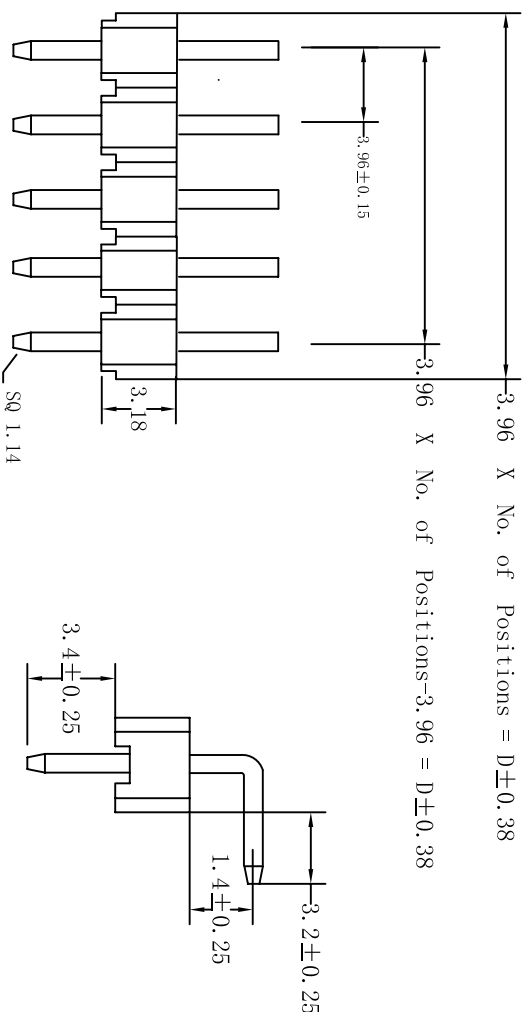 3.96 X No. of Positions = D±0.38
3.96 X No. of Positions-3.96 = D±0.38
3.96±0.15
3.18
SQ 1.14
3.2±0.25
1.4±0.25
3.4±0.25